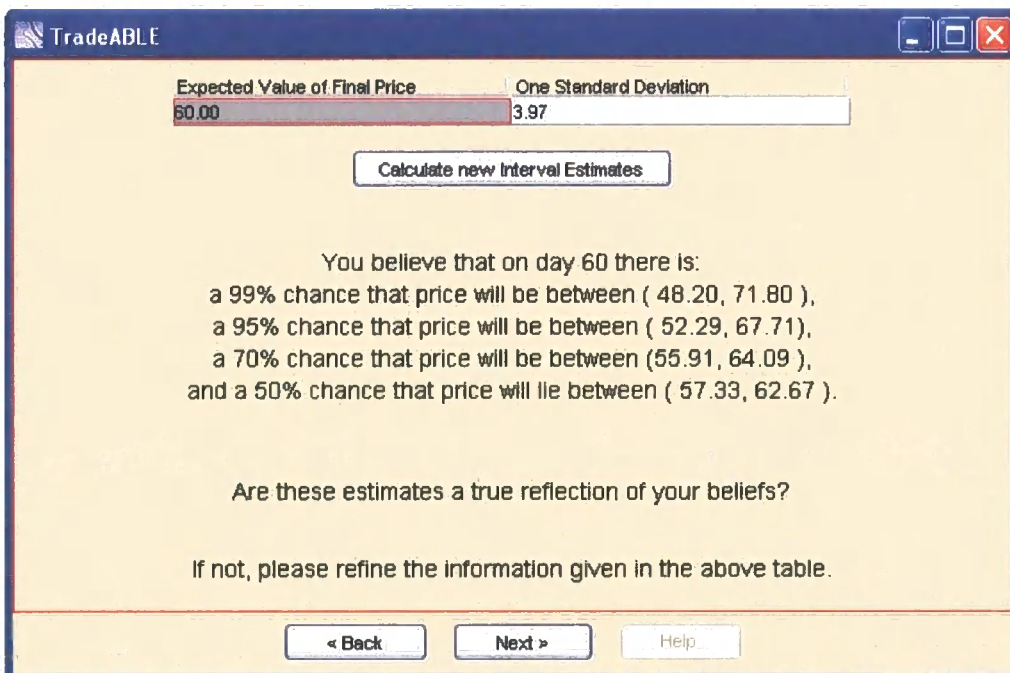 TradeABLE
Expected Value of Final Price One Standard Deviation
60.00 3.97
Calculate new Interval Estimates
You believe that on day 60 there is:
a 99% chance that price will be between ( 48.20, 71.80 ),
a 95% chance that price will be between ( 52.29, 67.71),
a 70% chance that price will be between (55.91, 64.09 ),
and a 50% chance that price will lie between ( 57.33, 62.67 ).
Are these estimates a true reflection of your beliefs?
If not, please refine the information given in the above table.
« Back Next » Help